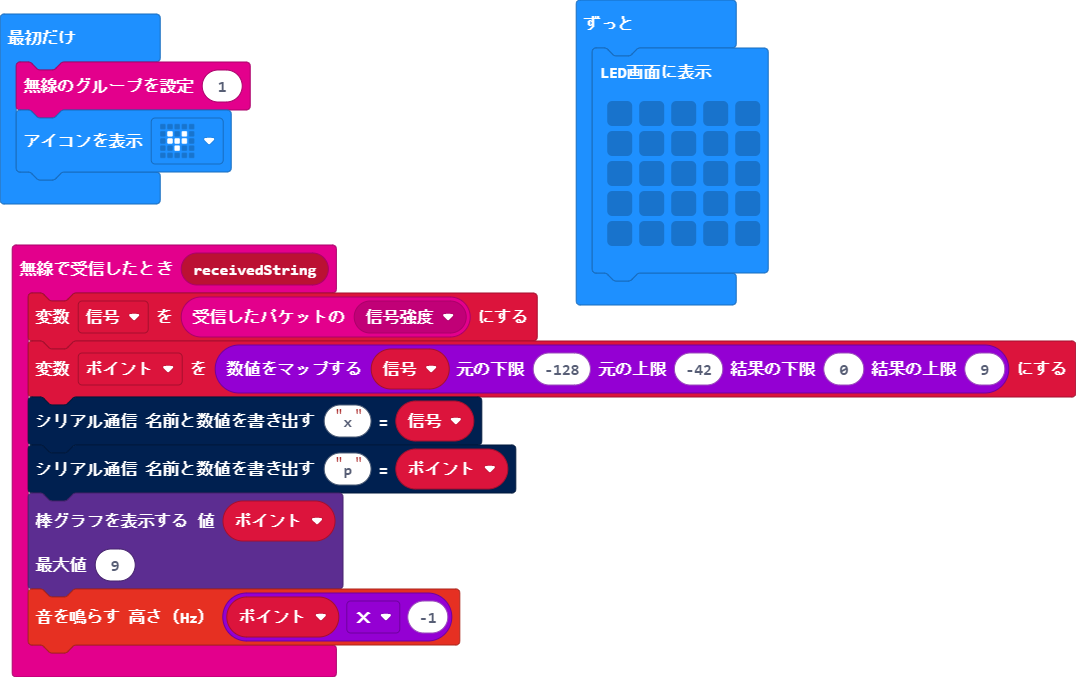 最初だけ
無線のグループを設定 1
アイコンを表示
ずっと
LED画面に表示
無線で受信したとき receivedString
変数 信号 を 受信したパケットの 信号強度 にする
変数 ポイント を 数値をマップする 信号 元の下限 -128 元の上限 -42 結果の下限 0 結果の上限 9 にする
シリアル通信 名前と数値を書き出す "x" = 信号
シリアル通信 名前と数値を書き出す "p" = ポイント
棒グラフを表示する 値 ポイント
最大値 9
音を鳴らす 高さ (Hz) ポイント × -1